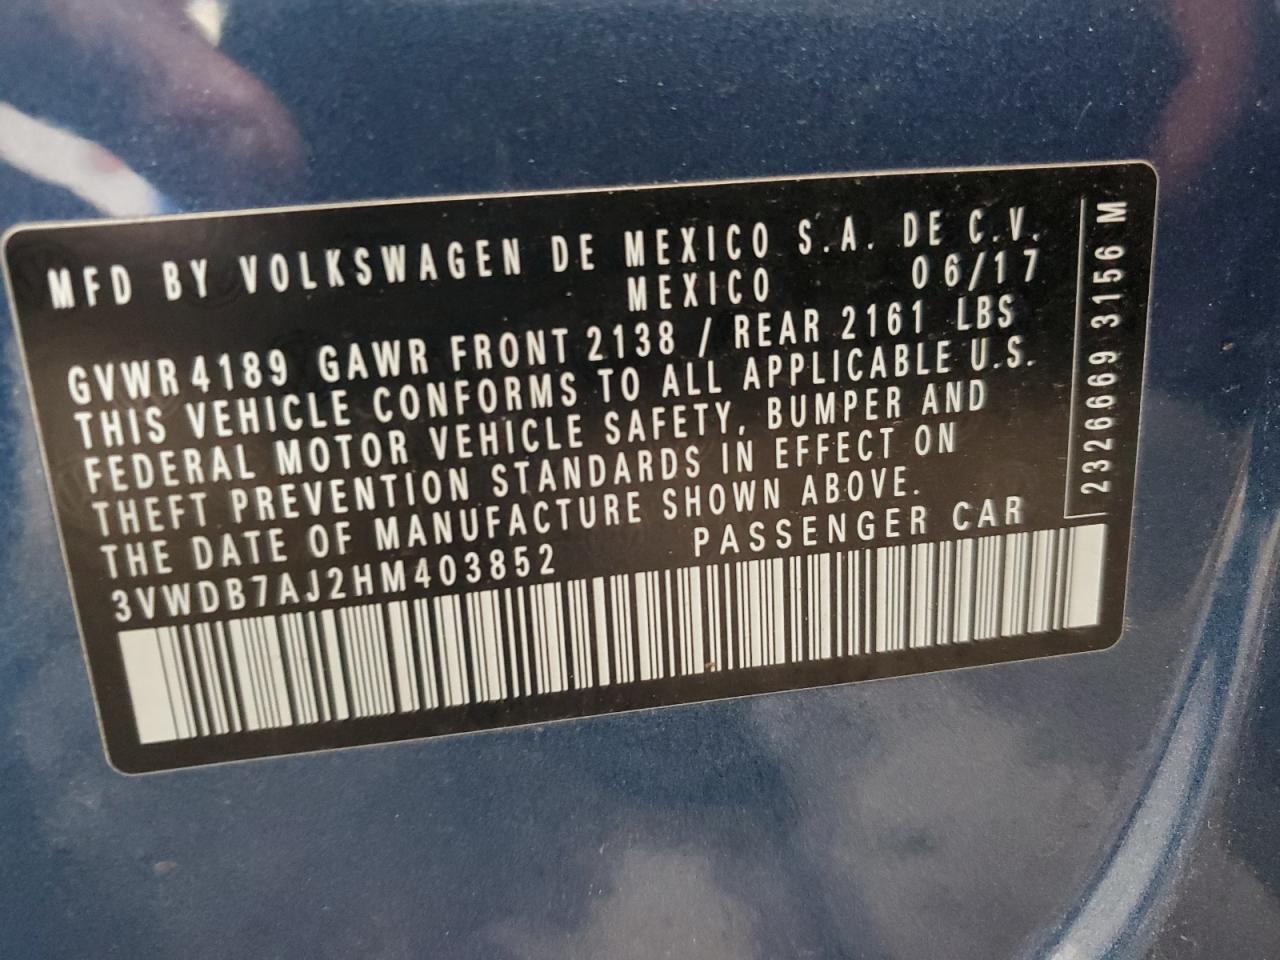 MFD BY VOLKSWAGEN DE MEXICO S.A. DE C.V.
MEXICO 06/17
GVWR 4189 GAWR FRONT 2138 / REAR 2161 LBS
THIS VEHICLE CONFORMS TO ALL APPLICABLE U.S.
FEDERAL MOTOR VEHICLE SAFETY, BUMPER AND
THEFT PREVENTION STANDARDS IN EFFECT ON
THE DATE OF MANUFACTURE SHOWN ABOVE.
3VWDB7AJ2HM403852 PASSENGER CAR
2326669 3156 M